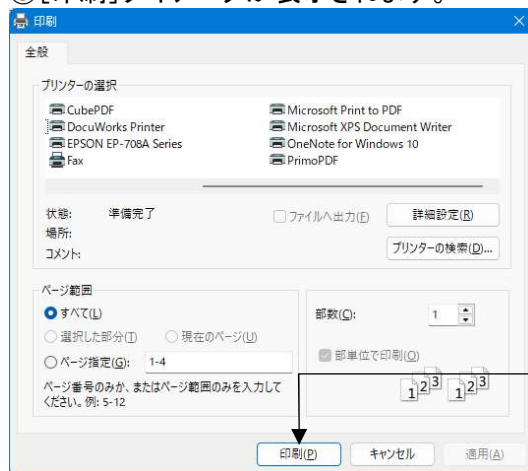 印刷
全般
プリンターの選択
CubePDF
DocuWorks Printer
EPSON EP-708A Series
Fax
Microsoft Print to PDF
Microsoft XPS Document Writer
OneNote for Windows 10
PrimoPDF
状態: 準備完了
場所:
コメント:
ファイルへ出力(F)
詳細設定(R)
プリンターの検索(D)...
ページ範囲
すべて(L)
選択した部分(T) 現在のページ(U)
ページ指定(G): 1-4
ページ番号のみか、またはページ範囲のみを入力して
ください。例: 5-12
部数(C): 1
部単位で印刷(O)
1 2 3 1 2 3
印刷(P) キャンセル 適用(A)